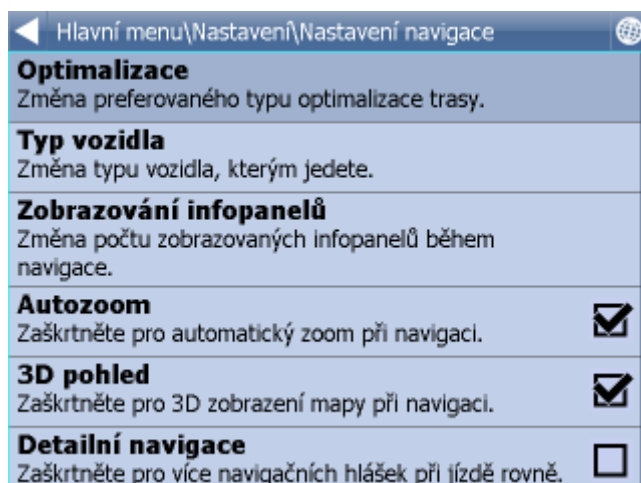 Hlavní menu\Nastavení\Nastavení navigace
Optimalizace
Změna preferovaného typu optimalizace trasy.
Typ vozidla
Změna typu vozidla, kterým jedete.
Zobrazování infopanelů
Změna počtu zobrazovaných infopanelů během
navigace.
Autozoom
Zaškrtněte pro automatický zoom při navigaci.
3D pohled
Zaškrtněte pro 3D zobrazení mapy při navigaci.
Detailní navigace
Zaškrtněte pro více navigačních hlášek při jízdě rovně.